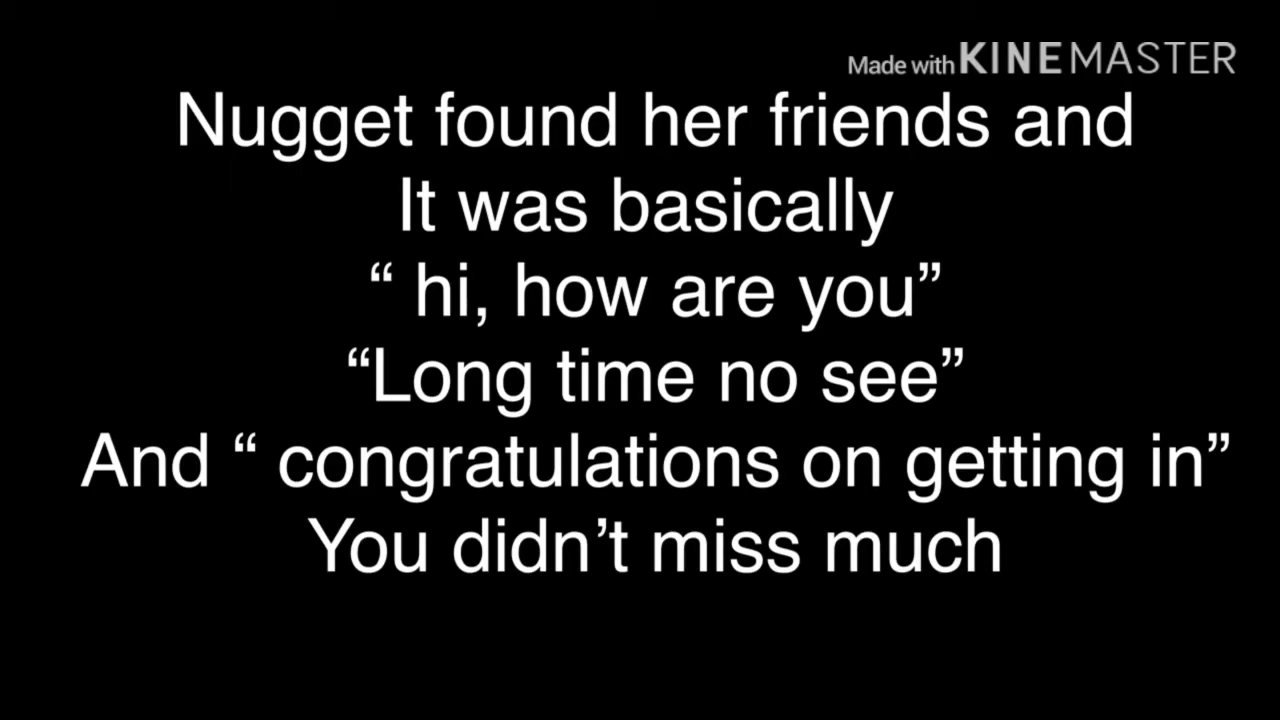 Made with KINEMASTER
Nugget found her friends and
It was basically
“ hi, how are you”
“Long time no see”
And “ congratulations on getting in”
You didn’t miss much